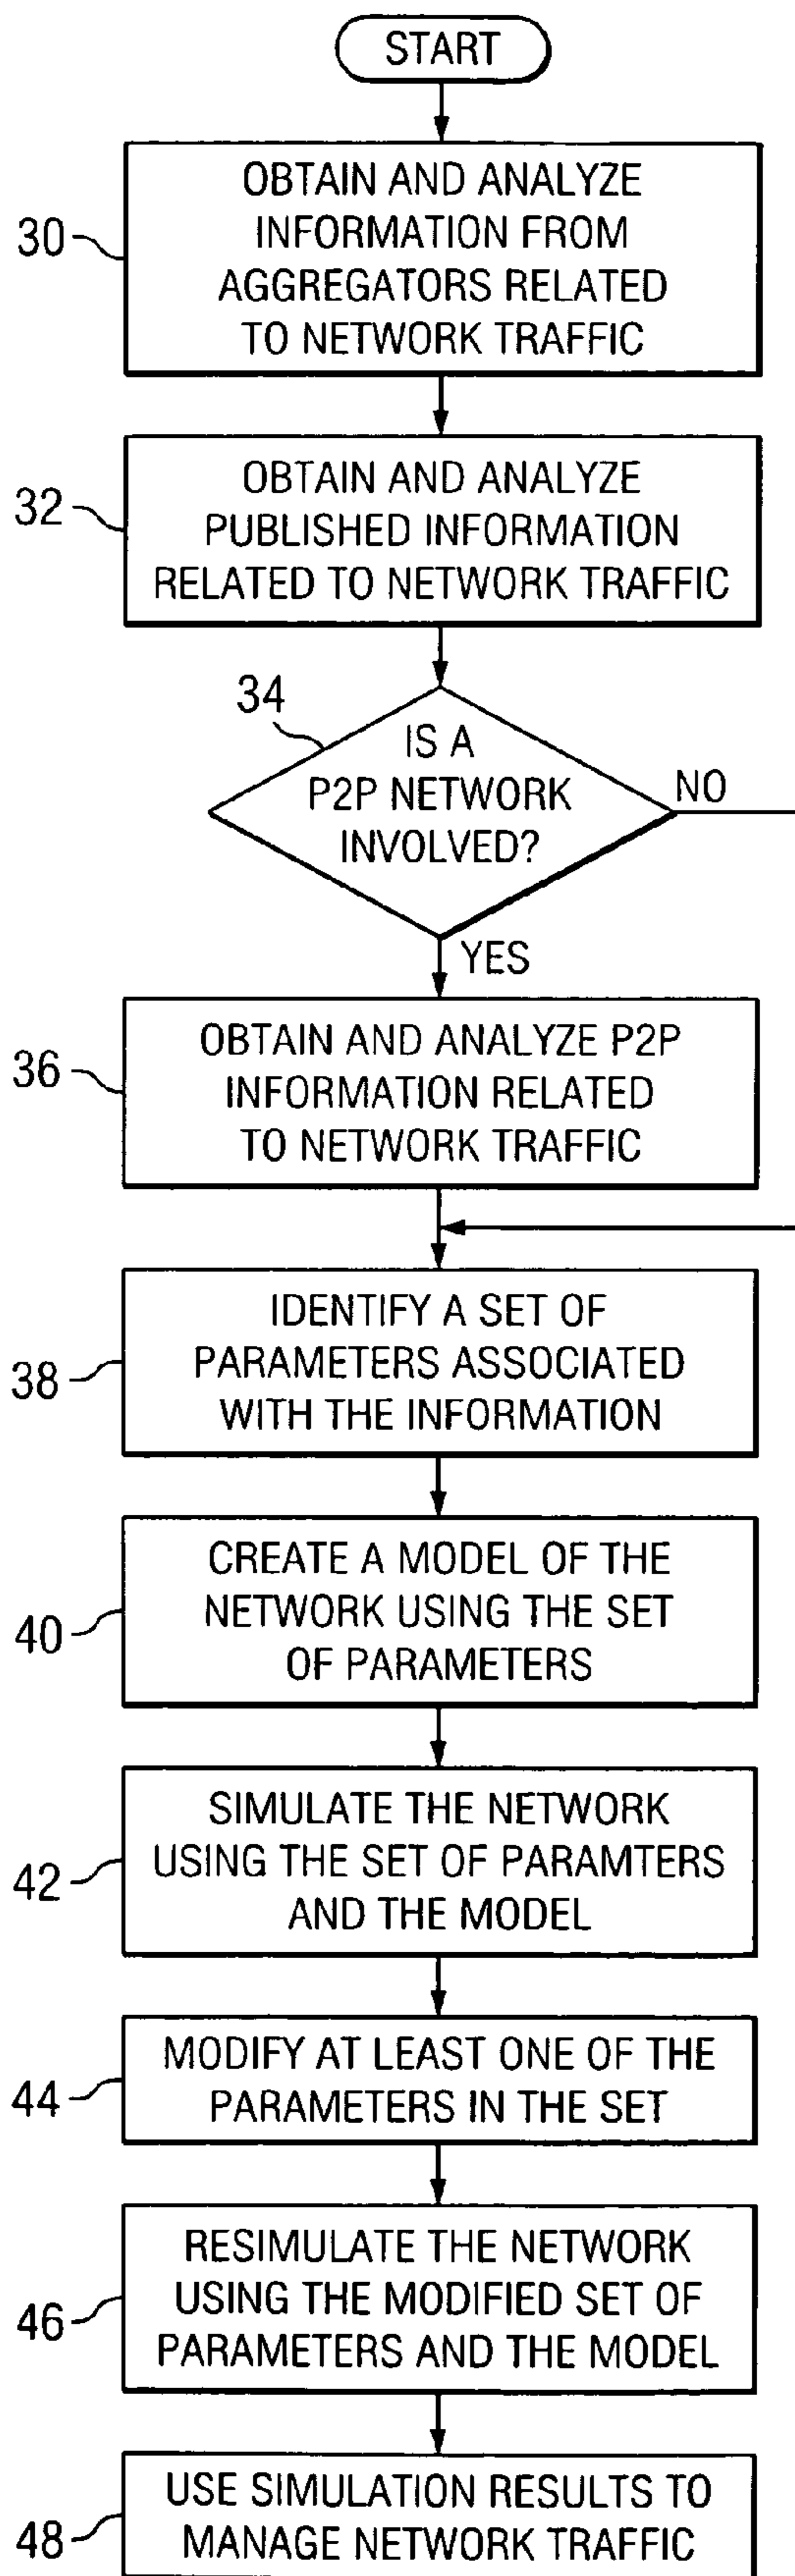 START
30
OBTAIN AND ANALYZE
INFORMATION FROM
AGGREGATORS RELATED
TO NETWORK TRAFFIC
32
OBTAIN AND ANALYZE
PUBLISHED INFORMATION
RELATED TO NETWORK TRAFFIC
34
IS A
P2P NETWORK
INVOLVED?
NO
YES
36
OBTAIN AND ANALYZE P2P
INFORMATION RELATED
TO NETWORK TRAFFIC
38
IDENTIFY A SET OF
PARAMETERS ASSOCIATED
WITH THE INFORMATION
40
CREATE A MODEL OF THE
NETWORK USING THE SET
OF PARAMETERS
42
SIMULATE THE NETWORK
USING THE SET OF PARAMTERS
AND THE MODEL
44
MODIFY AT LEAST ONE OF THE
PARAMETERS IN THE SET
46
RESIMULATE THE NETWORK
USING THE MODIFIED SET OF
PARAMETERS AND THE MODEL
48
USE SIMULATION RESULTS TO
MANAGE NETWORK TRAFFIC